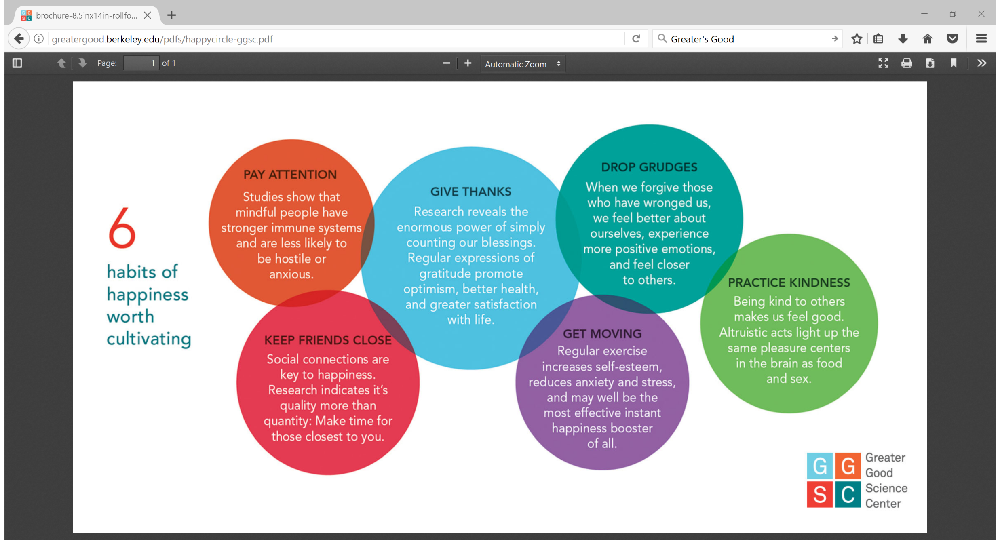 brochure-8.5inx14in-rollfo...
greatergood.berkeley.edu/pdfs/happycircle-ggsc.pdf
Greater's Good
Page: 1 of 1
Automatic Zoom
6
habits of
happiness
worth
cultivating
PAY ATTENTION
Studies show that
mindful people have
stronger immune systems
and are less likely to
be hostile or
anxious.
GIVE THANKS
Research reveals the
enormous power of simply
counting our blessings.
Regular expressions of
gratitude promote
optimism, better health,
and greater satisfaction
with life.
DROP GRUDGES
When we forgive those
who have wronged us,
we feel better about
ourselves, experience
more positive emotions,
and feel closer
to others.
PRACTICE KINDNESS
Being kind to others
makes us feel good.
Altruistic acts light up the
same pleasure centers
in the brain as food
and sex.
KEEP FRIENDS CLOSE
Social connections are
key to happiness.
Research indicates it's
quality more than
quantity: Make time for
those closest to you.
GET MOVING
Regular exercise
increases self-esteem,
reduces anxiety and stress,
and may well be the
most effective instant
happiness booster
of all.
G G
S C
Greater
Good
Science
Center